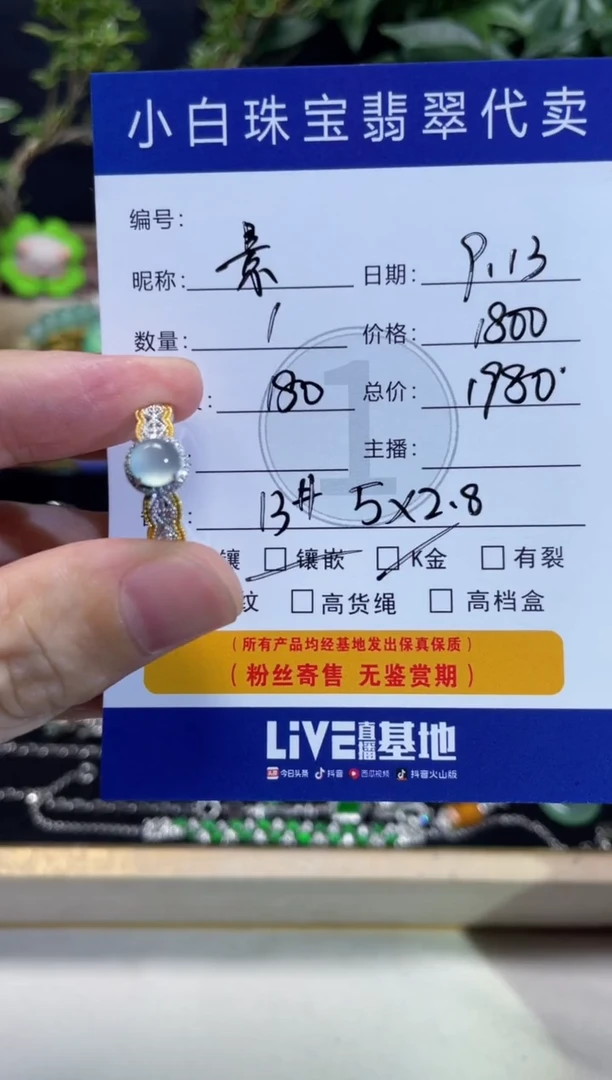 小白珠宝翡翠代卖
编号:
昵称: 素 日期: 9.13
数量: 1 价格: 1800
: 180 总价: 1980
: 主播:
: 13# 5×2.8
镶 □镶嵌 □K金 □有裂
纹 □高货绳 □高档盒
(所有产品均经基地发出保真保质)
(粉丝寄售 无鉴赏期)
LiVE直播基地
今日头条 抖音 西瓜视频 抖音火山版
1